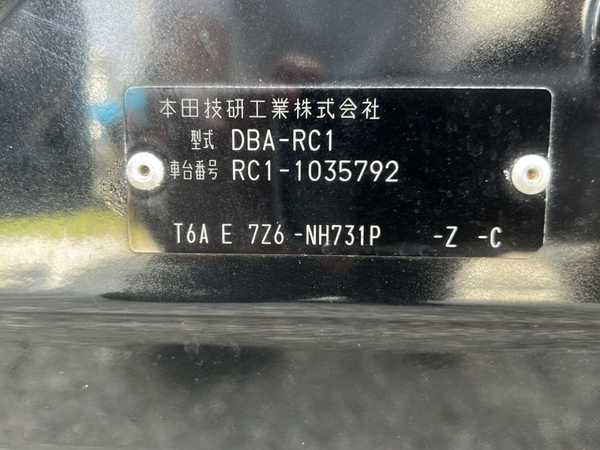 本田技研工業株式会社
型式 DBA-RC1
車台番号 RC1-1035792
T6A E 7Z6 -NH731P -Z -C